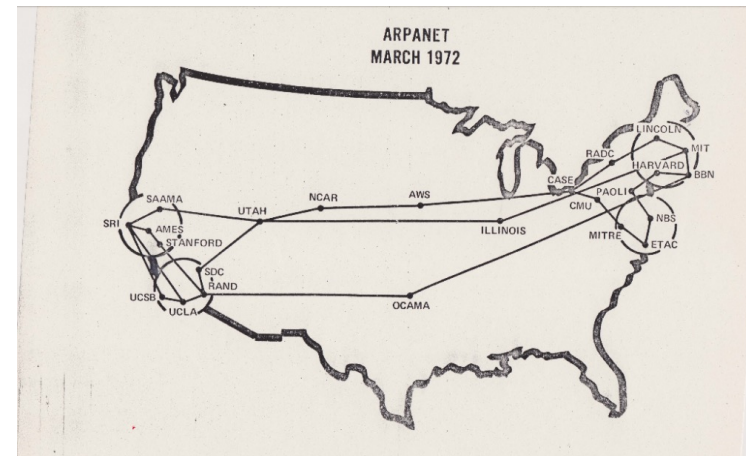 ARPANET
MARCH 1972
LINCOLN
RADC
MIT
HARVARD
BBN
CASE
PAOLI
CMU
NBS
MITRE
ETAC
SAAMA
SRI
AMES
STANFORD
UTAH
NCAR
AWS
ILLINOIS
SDC
RAND
UCSB
UCLA
OCAMA